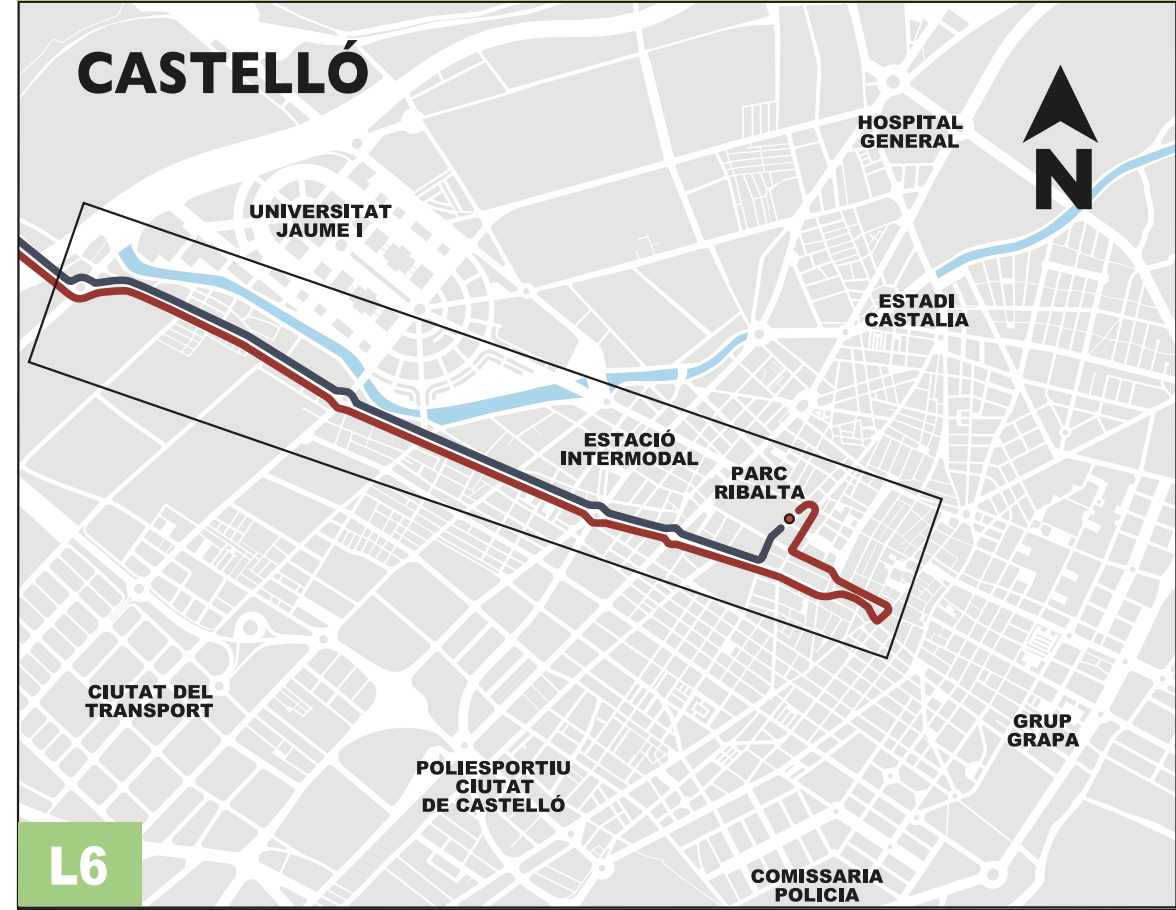 CASTELLÓ
HOSPITAL
GENERAL
N
UNIVERSITAT
JAUME I
ESTADI
CASTALIA
ESTACIÓ
INTERMODAL
PARC
RIBALTA
CIUTAT DEL
TRANSPORT
GRUP
GRAPA
POLIESPORTIU
CIUTAT
DE CASTELLÓ
L6
COMISSARIA
POLICIA